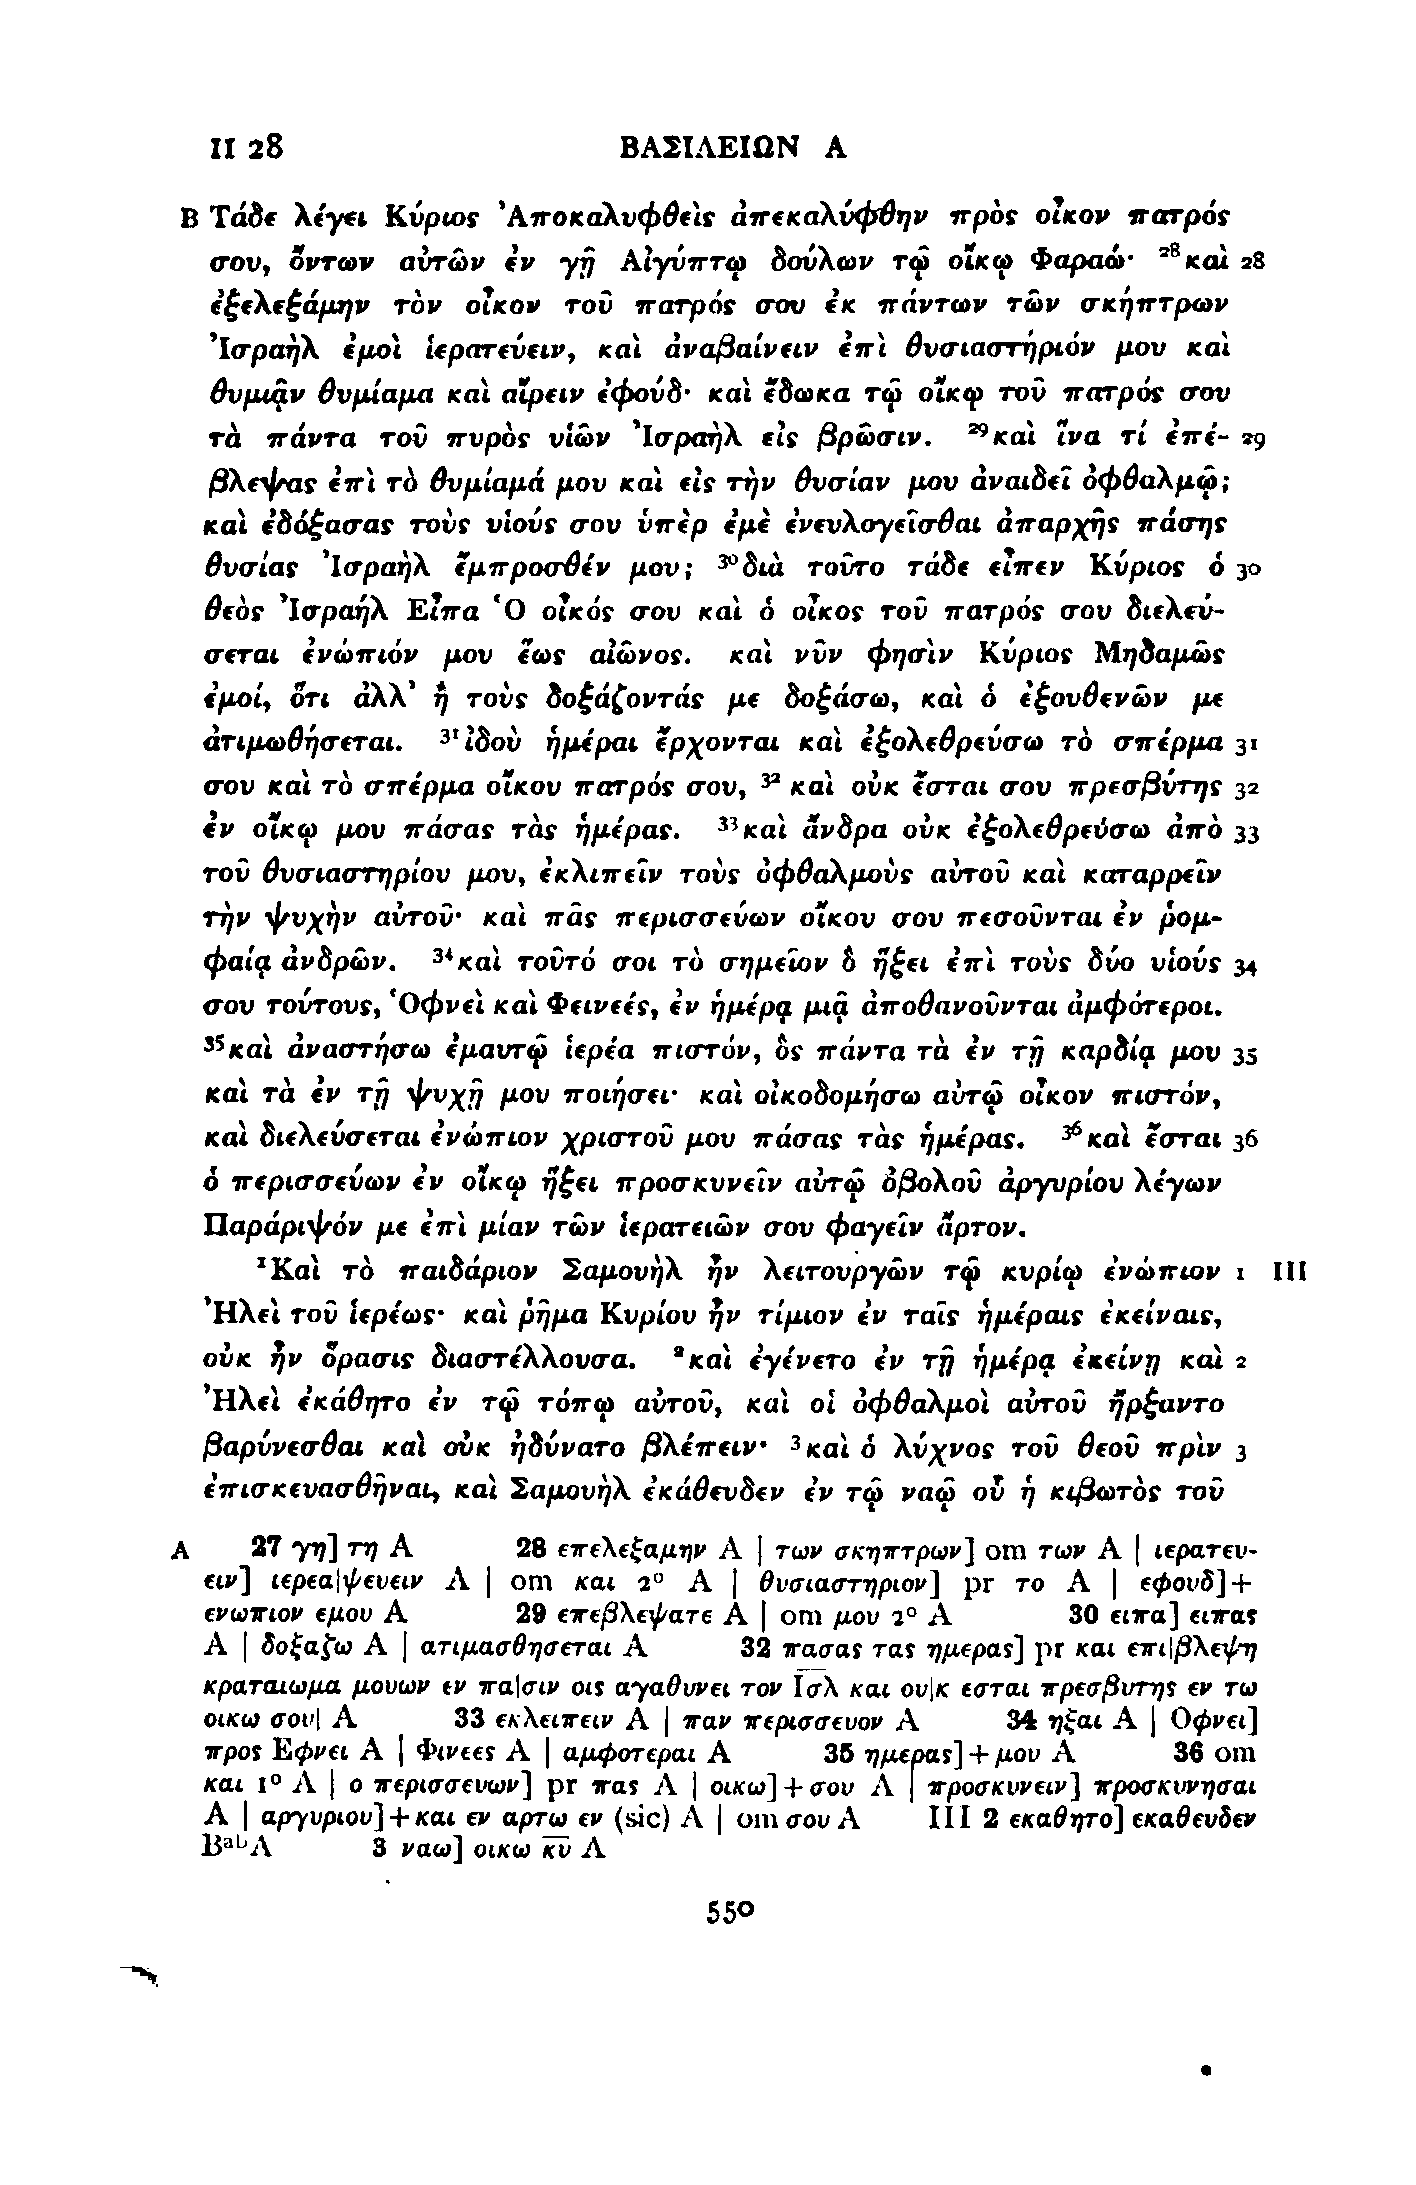 II 28 ΒΑΣΙΛΕΙΩΝ Α
B Τάδε λέγει Κύριος Ἀποκαλυφθεὶς ἀπεκαλύφθην πρὸς οἶκον πατρός
σου, ὄντων αὐτῶν ἐν γῇ Αἰγύπτῳ δούλων τῷ οἴκῳ Φαραώ· ²⁸καὶ 28
ἐξελεξάμην τὸν οἶκον τοῦ πατρός σου ἐκ πάντων τῶν σκήπτρων
Ἰσραὴλ ἐμοὶ ἱερατεύειν, καὶ ἀναβαίνειν ἐπὶ θυσιαστήριόν μου καὶ
θυμιᾷν θυμίαμα καὶ αἴρειν ἐφούδ· καὶ ἔδωκα τῷ οἴκῳ τοῦ πατρός σου
τὰ πάντα τοῦ πυρὸς υἱῶν Ἰσραὴλ εἰς βρῶσιν. ²⁹καὶ ἵνα τί ἐπέ- 29
βλεψας ἐπὶ τὸ θυμίαμά μου καὶ εἰς τὴν θυσίαν μου ἀναιδεῖ ὀφθαλμῷ;
καὶ ἐδόξασας τοὺς υἱούς σου ὑπὲρ ἐμὲ ἐνευλογεῖσθαι ἀπαρχῆς πάσης
θυσίας Ἰσραὴλ ἔμπροσθέν μου; ³⁰διὰ τοῦτο τάδε εἶπεν Κύριος ὁ 30
θεὸς Ἰσραήλ Εἶπα Ὁ οἶκός σου καὶ ὁ οἶκος τοῦ πατρός σου διελεύ-
σεται ἐνώπιόν μου ἕως αἰῶνος. καὶ νῦν φησὶν Κύριος Μηδαμῶς
ἐμοί, ὅτι ἀλλ’ ἢ τοὺς δοξάζοντάς με δοξάσω, καὶ ὁ ἐξουθενῶν με
ἀτιμωθήσεται. ³¹ἰδοὺ ἡμέραι ἔρχονται καὶ ἐξολεθρεύσω τὸ σπέρμα 31
σου καὶ τὸ σπέρμα οἴκου πατρός σου, ³²καὶ οὐκ ἔσται σου πρεσβύτης 32
ἐν οἴκῳ μου πάσας τὰς ἡμέρας. ³³καὶ ἄνδρα οὐκ ἐξολεθρεύσω ἀπὸ 33
τοῦ θυσιαστηρίου μου, ἐκλιπεῖν τοὺς ὀφθαλμοὺς αὐτοῦ καὶ καταρρεῖν
τὴν ψυχὴν αὐτοῦ· καὶ πᾶς περισσεύων οἴκου σου πεσοῦνται ἐν ῥομ-
φαίᾳ ἀνδρῶν. ³⁴καὶ τοῦτό σοι τὸ σημεῖον ὃ ἥξει ἐπὶ τοὺς δύο υἱούς 34
σου τούτους, Ὁφνεὶ καὶ Φεινεές, ἐν ἡμέρᾳ μιᾷ ἀποθανοῦνται ἀμφότεροι.
³⁵καὶ ἀναστήσω ἐμαυτῷ ἱερέα πιστόν, ὃς πάντα τὰ ἐν τῇ καρδίᾳ μου 35
καὶ τὰ ἐν τῇ ψυχῇ μου ποιήσει· καὶ οἰκοδομήσω αὐτῷ οἶκον πιστόν,
καὶ διελεύσεται ἐνώπιον χριστοῦ μου πάσας τὰς ἡμέρας. ³⁶καὶ ἔσται 36
ὁ περισσεύων ἐν οἴκῳ ἥξει προσκυνεῖν αὐτῷ ὀβολοῦ ἀργυρίου λέγων
Παράριψόν με ἐπὶ μίαν τῶν ἱερατειῶν σου φαγεῖν ἄρτον.
¹Καὶ τὸ παιδάριον Σαμουὴλ ἦν λειτουργῶν τῷ κυρίῳ ἐνώπιον 1 III
Ἠλεὶ τοῦ ἱερέως· καὶ ῥῆμα Κυρίου ἦν τίμιον ἐν ταῖς ἡμέραις ἐκείναις,
οὐκ ἦν ὅρασις διαστέλλουσα. ²καὶ ἐγένετο ἐν τῇ ἡμέρᾳ ἐκείνῃ καὶ 2
Ἠλεὶ ἐκάθητο ἐν τῷ τόπῳ αὐτοῦ, καὶ οἱ ὀφθαλμοὶ αὐτοῦ ἤρξαντο
βαρύνεσθαι καὶ οὐκ ἠδύνατο βλέπειν· ³καὶ ὁ λύχνος τοῦ θεοῦ πρὶν 3
ἐπισκευασθῆναι, καὶ Σαμουὴλ ἐκάθευδεν ἐν τῷ ναῷ οὗ ἡ κιβωτὸς τοῦ
A 27 γη] τη A 28 επελεξαμην A | των σκηπτρων] om των A | ιερατευ-
ειν] ιερεα|ψευειν A | om και 2° A | θυσιαστηριον] pr το A | εφουδ]+
ενωπιον εμου A 29 επεβλεψατε A | om μου 2° A 30 ειπα] ειπας
A | δοξαζω A | ατιμασθησεται A 32 πασας τας ημερας] pr και επι|βλεψη
κραταιωμα μουων εν πα|σιν οις αγαθυνει τον Ι̅σ̅λ̅ και ου|κ εσται πρεσβυτης εν τω
οικω σου| A 33 εκλειπειν A | παν περισσευον A 34 ηξαι A | Οφνει]
προς Εφνει A | Φινεες A | αμφοτεραι A 35 ημερας]+μου A 36 om
και 1° A | ο περισσευων] pr πας A | οικω]+σου A | προσκυνειν] προσκυνησαι
A | αργυριου]+και εν αρτω εν (sic) A | om σου A III 2 εκαθητο] εκαθευδεν
BᵃᵇA 3 ναω] οικω κ̅υ̅ A
550